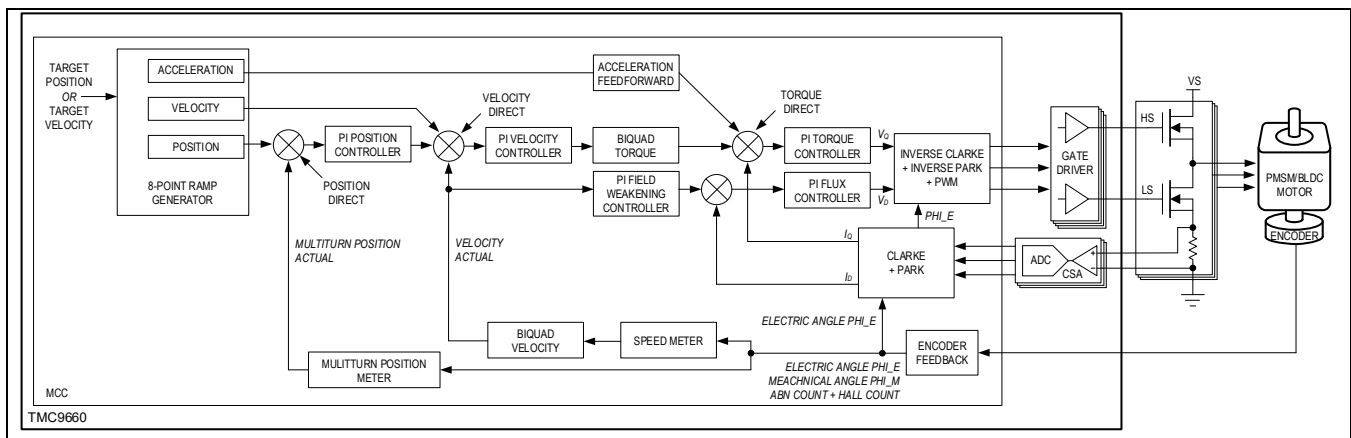 TARGET
POSITION
OR
TARGET
VELOCITY
ACCELERATION
VELOCITY
POSITION
8-POINT RAMP
GENERATOR
ACCELERATION
FEEDFORWARD
VELOCITY
DIRECT
TORQUE
DIRECT
PI POSITION
CONTROLLER
POSITION
DIRECT
PI VELOCITY
CONTROLLER
BIQUAD
TORQUE
PI TORQUE
CONTROLLER
VQ
PI FIELD
WEAKENING
CONTROLLER
PI FLUX
CONTROLLER
VD
INVERSE CLARKE
+ INVERSE PARK
+ PWM
GATE
DRIVER
VS
HS
LS
PMSM/BLDC
MOTOR
ENCODER
PHI_E
MULTITURN POSITION
ACTUAL
VELOCITY
ACTUAL
IQ
ID
CLARKE
+ PARK
ADC
CSA
+
–
ELECTRIC ANGLE PHI_E
BIQUAD
VELOCITY
SPEED METER
ENCODER
FEEDBACK
MULITTURN POSITION
METER
ELECTRIC ANGLE PHI_E
MEACHNICAL ANGLE PHI_M
ABN COUNT + HALL COUNT
MCC
TMC9660